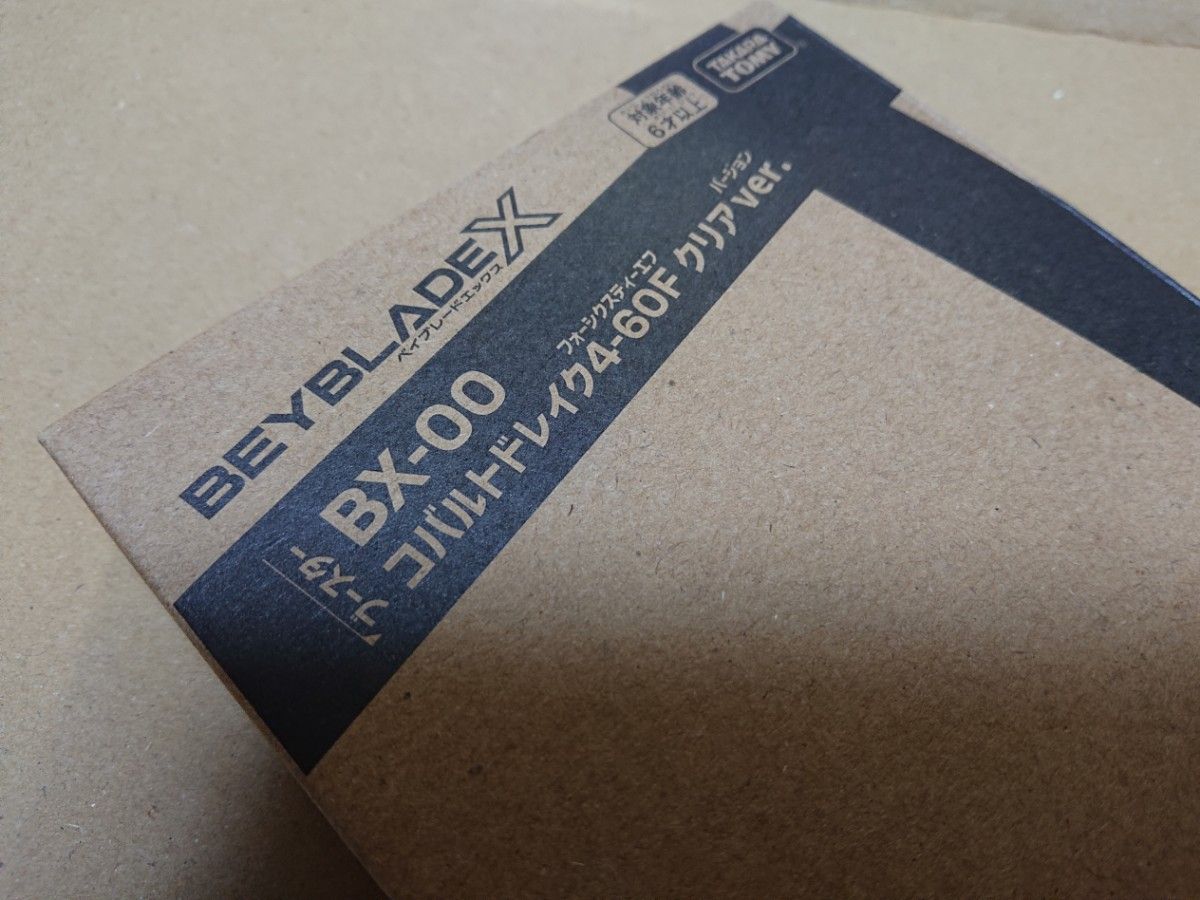 TAKARA
TOMY
対象年齢
6才以上
BEYBLADE X
ベイブレードエックス
ブースター
BX-00
フォーシックスティーエフ
バージョン
コバルトドレイク4-60F クリアver.